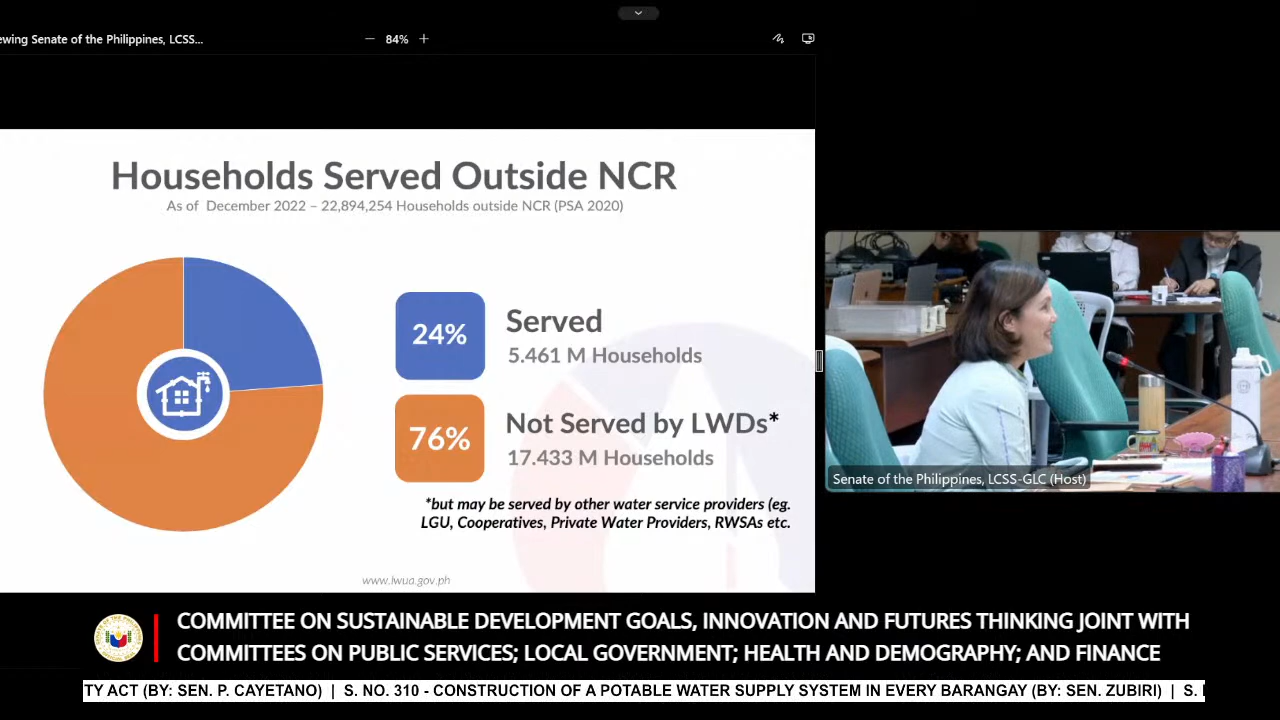 ewing Senate of the Philippines, LCSS...
84%
Households Served Outside NCR
As of December 2022 – 22,894,254 Households outside NCR (PSA 2020)
24%
Served
5.461 M Households
76%
Not Served by LWDs*
17.433 M Households
*but may be served by other water service providers (eg.
LGU, Cooperatives, Private Water Providers, RWSAs etc.
www.lwua.gov.ph
Senate of the Philippines, LCSS-GLC (Host)
COMMITTEE ON SUSTAINABLE DEVELOPMENT GOALS, INNOVATION AND FUTURES THINKING JOINT WITH
COMMITTEES ON PUBLIC SERVICES; LOCAL GOVERNMENT; HEALTH AND DEMOGRAPHY; AND FINANCE
TY ACT (BY: SEN. P. CAYETANO) | S. NO. 310 - CONSTRUCTION OF A POTABLE WATER SUPPLY SYSTEM IN EVERY BARANGAY (BY: SEN. ZUBIRI) | S.